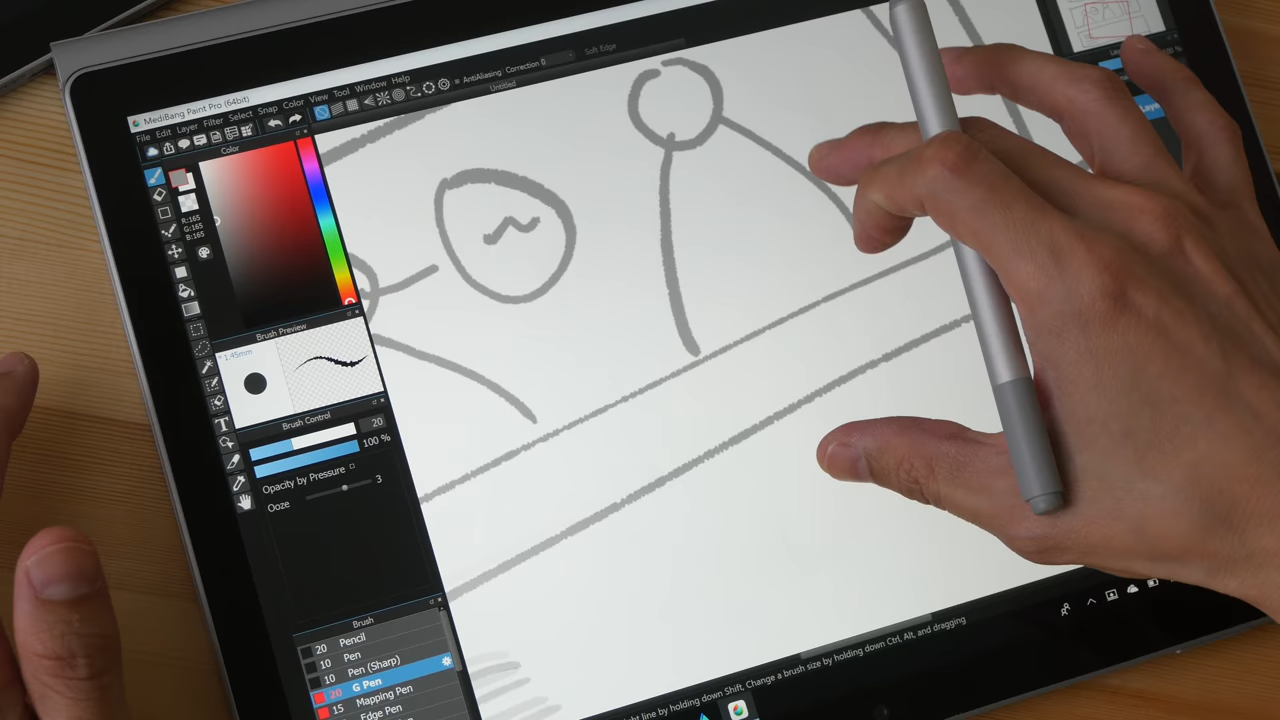 MediBang Paint Pro (64bit)
File Edit Layer Filter Select Snap Color View Tool Window Help
AntiAliasing Correction 0 Soft Edge
Untitled
Color
R:165
G:165
B:165
Brush Preview
1.45mm
Brush Control
20
100 %
Opacity by Pressure
Ooze 3
Brush
20 Pencil
10 Pen
10 Pen (Sharp)
20 G Pen
15 Mapping Pen
Edge Pen
Layer
light line by holding down Shift, Change a brush size by holding down Ctrl, Alt, and dragging